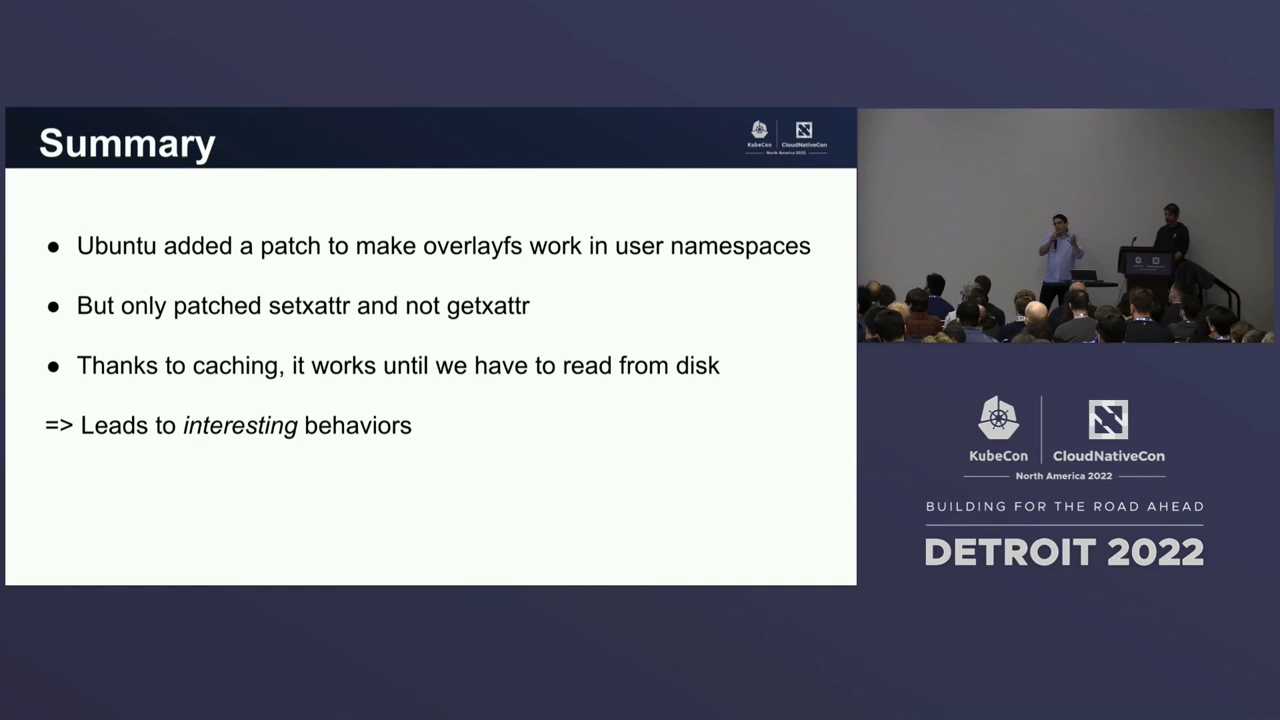 Summary
KubeCon
CloudNativeCon
North America 2022
● Ubuntu added a patch to make overlayfs work in user namespaces
● But only patched setxattr and not getxattr
● Thanks to caching, it works until we have to read from disk
=> Leads to interesting behaviors
KubeCon
CloudNativeCon
North America 2022
BUILDING FOR THE ROAD AHEAD
DETROIT 2022